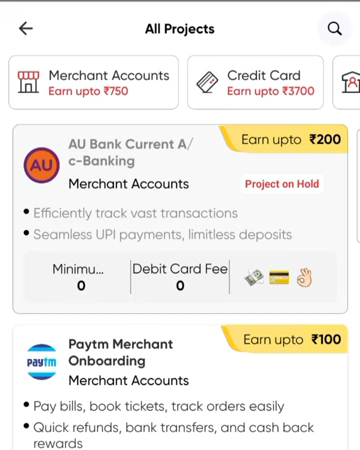 All Projects
Merchant Accounts
Earn upto ₹750
Credit Card
Earn upto ₹3700
Earn upto ₹200
AU Bank Current A/
c-Banking
AU
Merchant Accounts
Project on Hold
• Efficiently track vast transactions
• Seamless UPI payments, limitless deposits
Minimu...
0
Debit Card Fee
0
Earn upto ₹100
Paytm Merchant
Onboarding
paytm
Merchant Accounts
• Pay bills, book tickets, track orders easily
• Quick refunds, bank transfers, and cash back
rewards